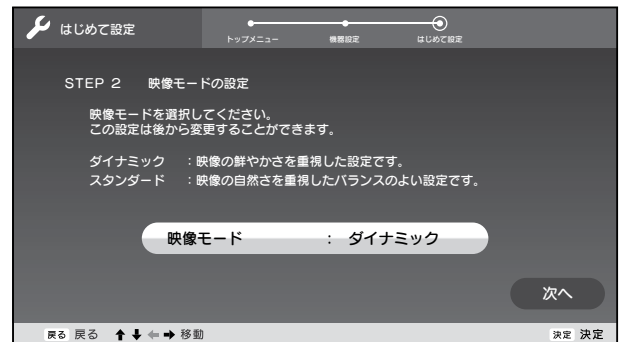 はじめて設定
トップメニュー 機器設定 はじめて設定
STEP 2 映像モードの設定
映像モードを選択してください。
この設定は後から変更することができます。
ダイナミック ：映像の鮮やかさを重視した設定です。
スタンダード ：映像の自然さを重視したバランスのよい設定です。
映像モード ： ダイナミック
次へ
戻る 戻る ↑↓←→ 移動 決定 決定